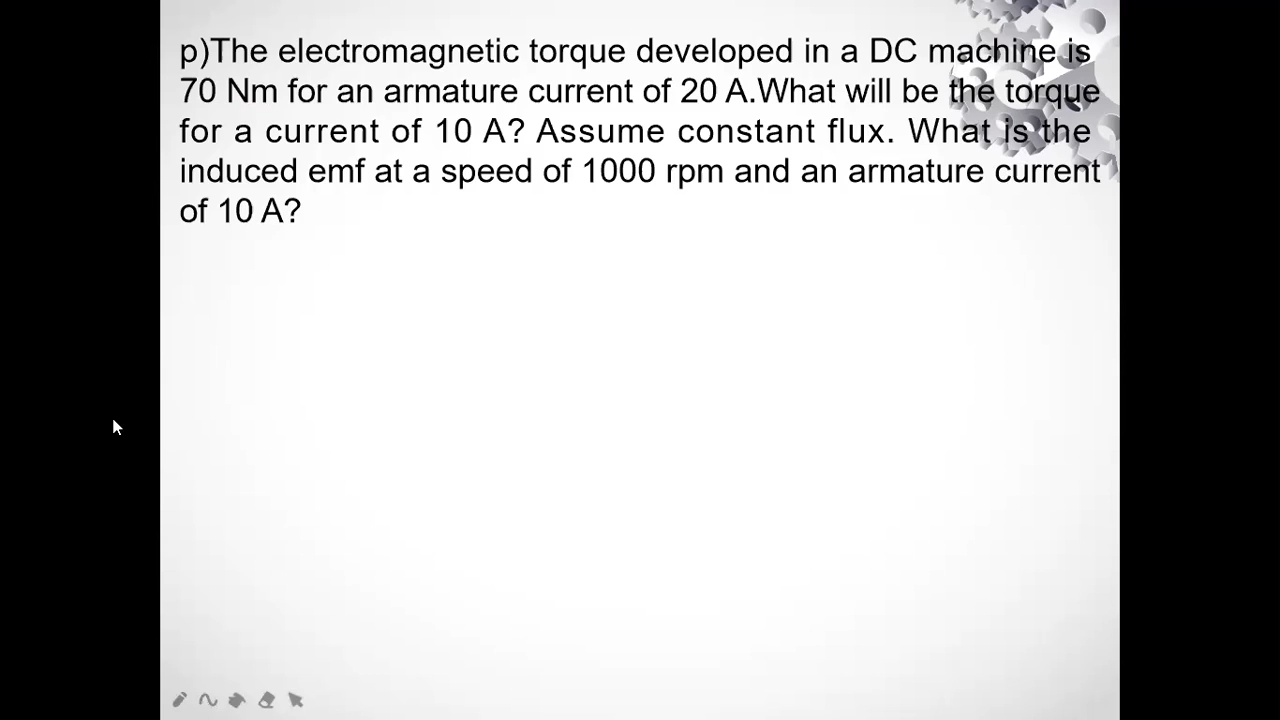 p)The electromagnetic torque developed in a DC machine is
70 Nm for an armature current of 20 A.What will be the torque
for a current of 10 A? Assume constant flux. What is the
induced emf at a speed of 1000 rpm and an armature current
of 10 A?